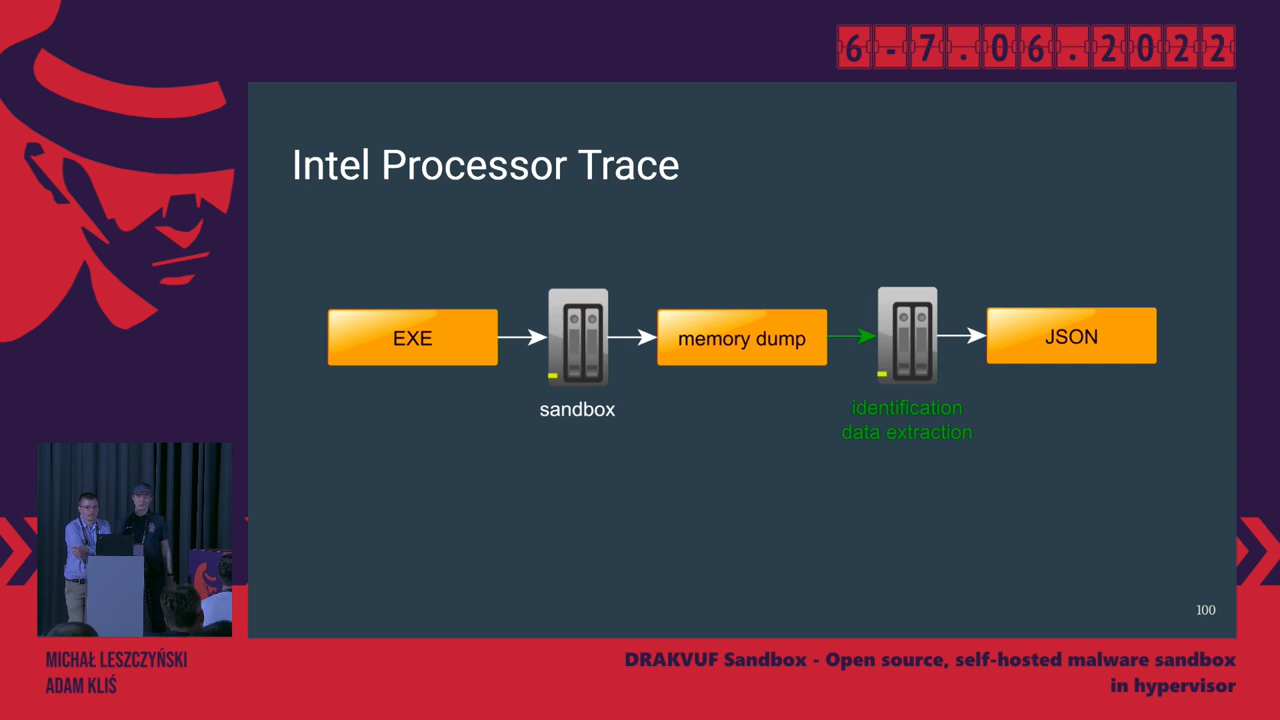 6-7.06.2022
Intel Processor Trace
EXE
memory dump
JSON
sandbox
identification
data extraction
100
MICHAŁ LESZCZYŃSKI
ADAM KLIŚ
DRAKVUF Sandbox - Open source, self-hosted malware sandbox
in hypervisor